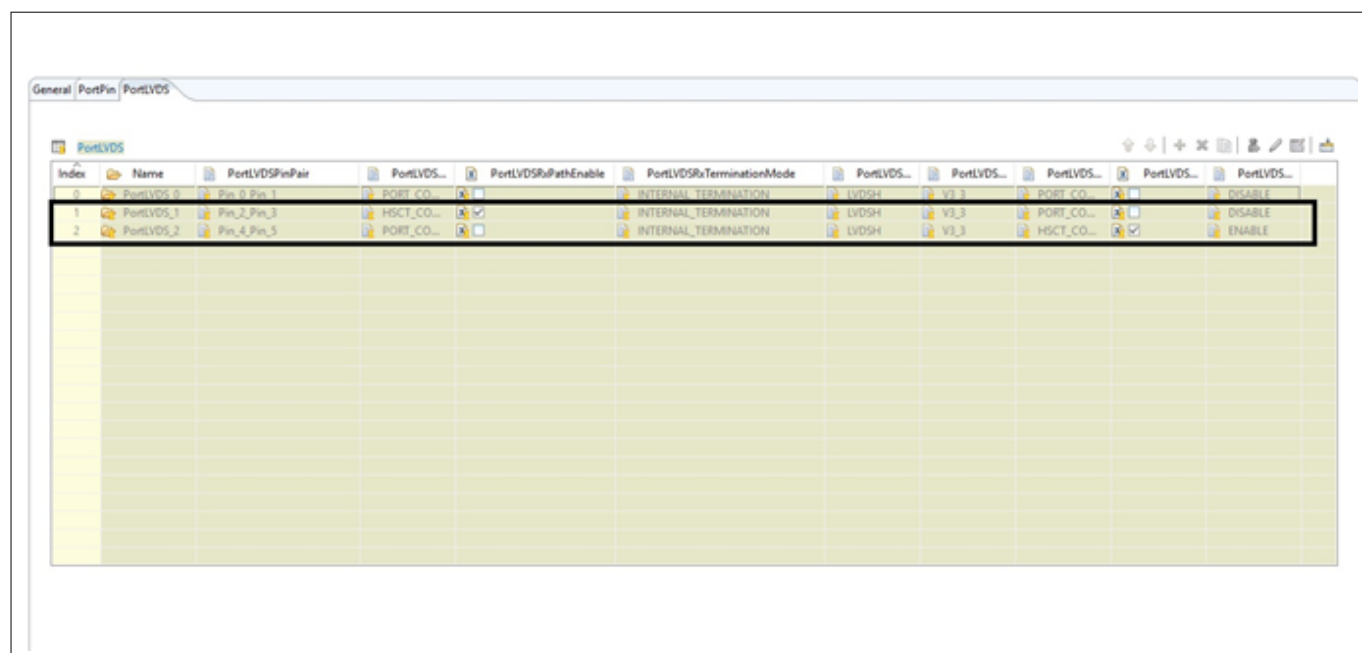 General PortPin PortLVDS
PortLVDS
Index Name PortLVDSPinPair PortLVDS... PortLVDSRxPathEnable PortLVDSRxTerminationMode PortLVDS... PortLVDS... PortLVDS... PortLVDS... PortLVDS...
0 PortLVDS_0 Pin_0_Pin_1 PORT_CO... INTERNAL_TERMINATION LVDSH V3_3 PORT_CO... DISABLE
1 PortLVDS_1 Pin_2_Pin_3 HSCT_CO... INTERNAL_TERMINATION LVDSH V3_3 PORT_CO... DISABLE
2 PortLVDS_2 Pin_4_Pin_5 PORT_CO... INTERNAL_TERMINATION LVDSH V3_3 HSCT_CO... ENABLE